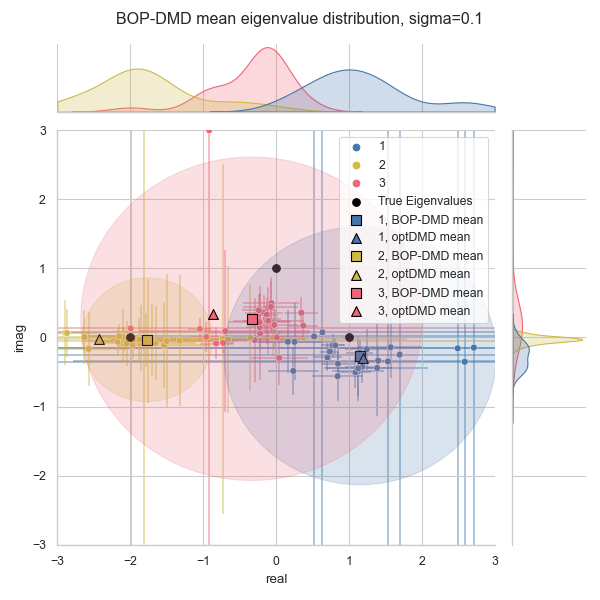 BOP-DMD mean eigenvalue distribution, sigma=0.1
3
2
1
0
−1
−2
−3
imag
1
2
3
True Eigenvalues
1, BOP-DMD mean
1, optDMD mean
2, BOP-DMD mean
2, optDMD mean
3, BOP-DMD mean
3, optDMD mean
−3 −2 −1 0 1 2 3
real